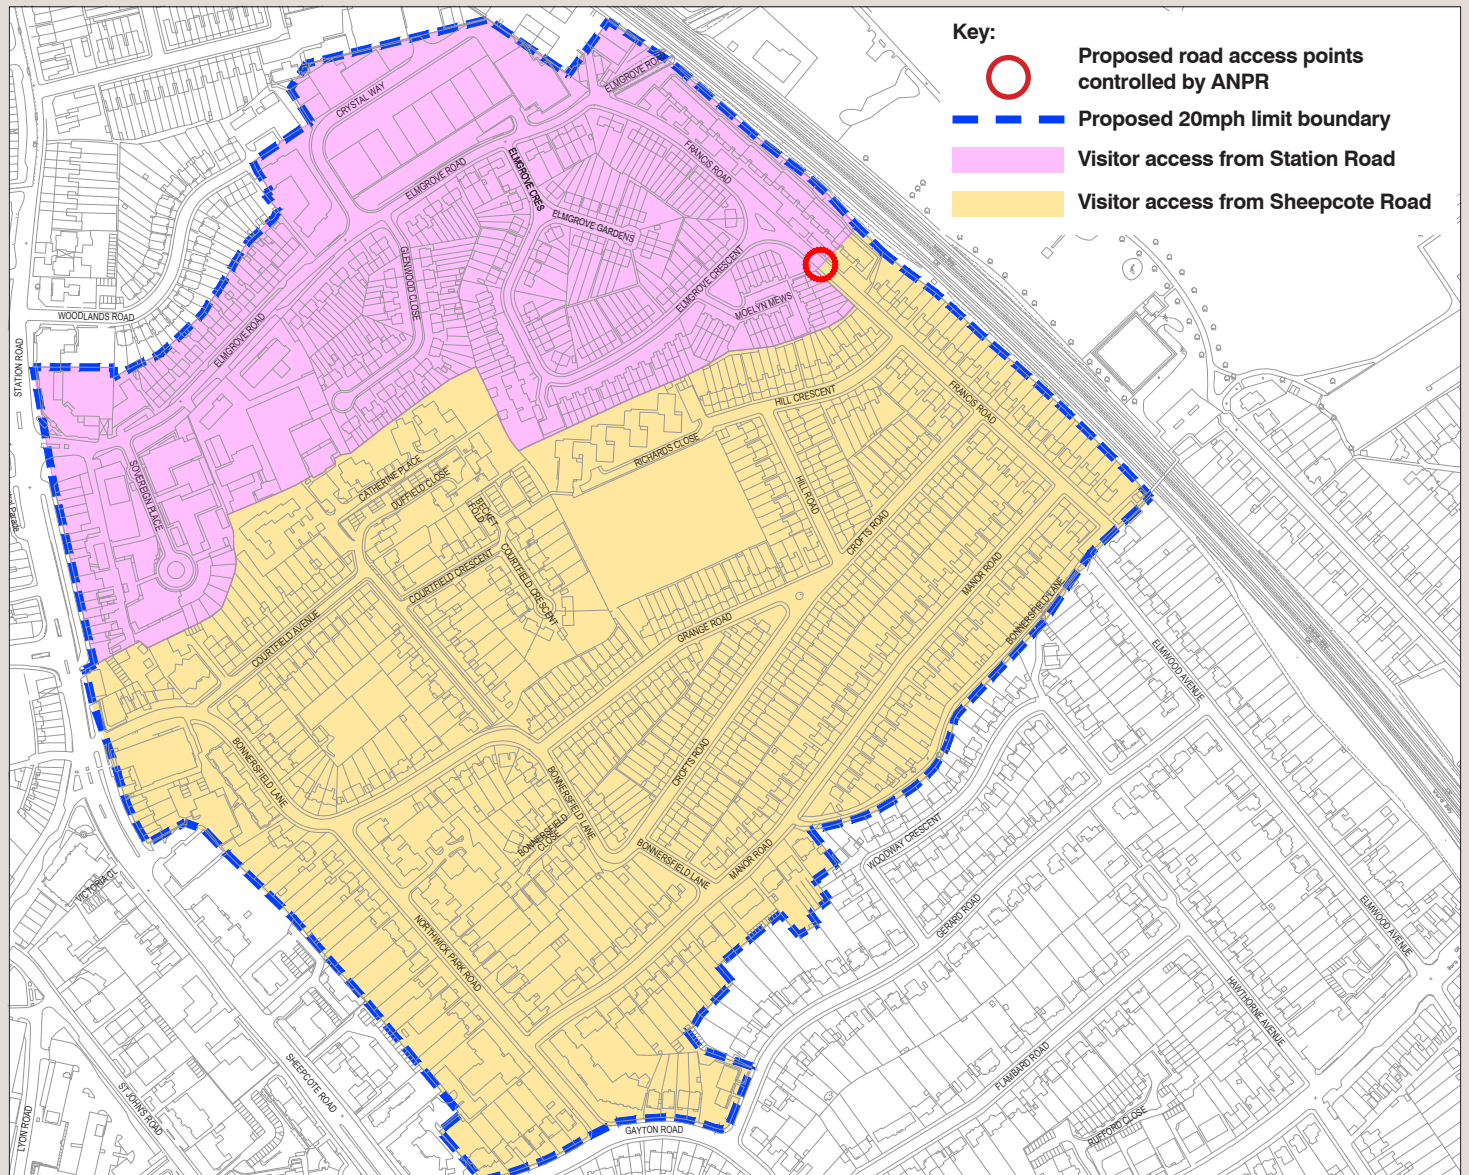 Key:
Proposed road access points
controlled by ANPR
Proposed 20mph limit boundary
Visitor access from Station Road
Visitor access from Sheepcote Road
CRYSTAL WAY
ELMGROVE ROAD
ELMGROVE ROAD
ELMGROVE CRES
FRANCIS ROAD
ELMGROVE GARDENS
GLENWOOD CLOSE
ELMGROVE CRESCENT
MOELYN MEWS
WOODLANDS ROAD
ELMGROVE ROAD
STATION ROAD
HILL CRESCENT
FRANCIS ROAD
RICHARDS CLOSE
SOVEREIGN PLACE
CATHERINE PLACE
DUFFIELD CLOSE
BECKET
FOLD
HILL ROAD
CROFTS ROAD
COURTFIELD CRESCENT
COURTFIELD CRESCENT
MANOR ROAD
BONNERSFIELD LANE
COURTFIELD AVENUE
GRANGE ROAD
ELMWOOD AVENUE
BONNERSFIELD LANE
CROFTS ROAD
BONNERSFIELD LANE
BONNERSFIELD
CLOSE
BONNERSFIELD LANE
MANOR ROAD
WOODWAY CRESCENT
VICTORIA CL
GERARD ROAD
ELMWOOD AVENUE
NORTHWICK PARK ROAD
HAWTHORNE AVENUE
FLAMBARD ROAD
SHEEPCOTE ROAD
ST JOHNS ROAD
LYON ROAD
GAYTON ROAD
RUFFORD CLOSE